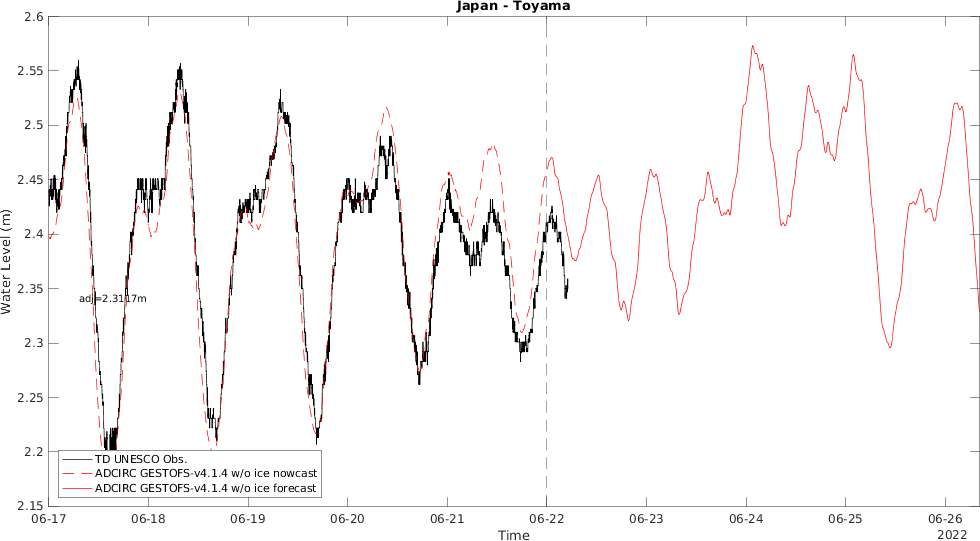 Japan - Toyama
2.6
2.55
2.5
2.45
2.4
2.35
2.3
2.25
2.2
2.15
Water Level (m)
adj=2.3117m
TD UNESCO Obs.
ADCIRC GESTOFS-v4.1.4 w/o ice nowcast
ADCIRC GESTOFS-v4.1.4 w/o ice forecast
06-17 06-18 06-19 06-20 06-21 06-22 06-23 06-24 06-25 06-26
Time 2022